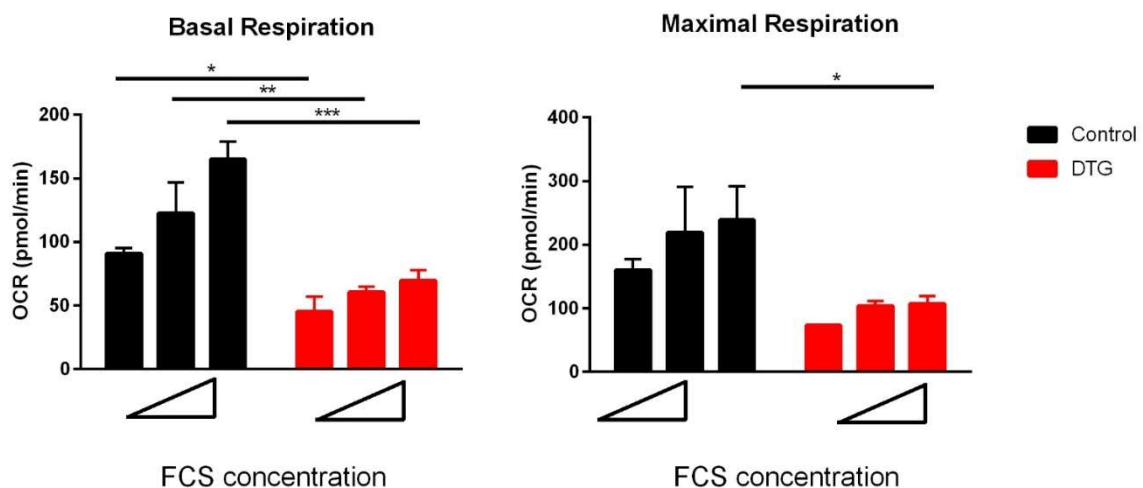 Basal Respiration
*
**
***
OCR (pmol/min)
200
150
100
50
0
FCS concentration
Maximal Respiration
*
OCR (pmol/min)
400
300
200
100
0
FCS concentration
Control
DTG